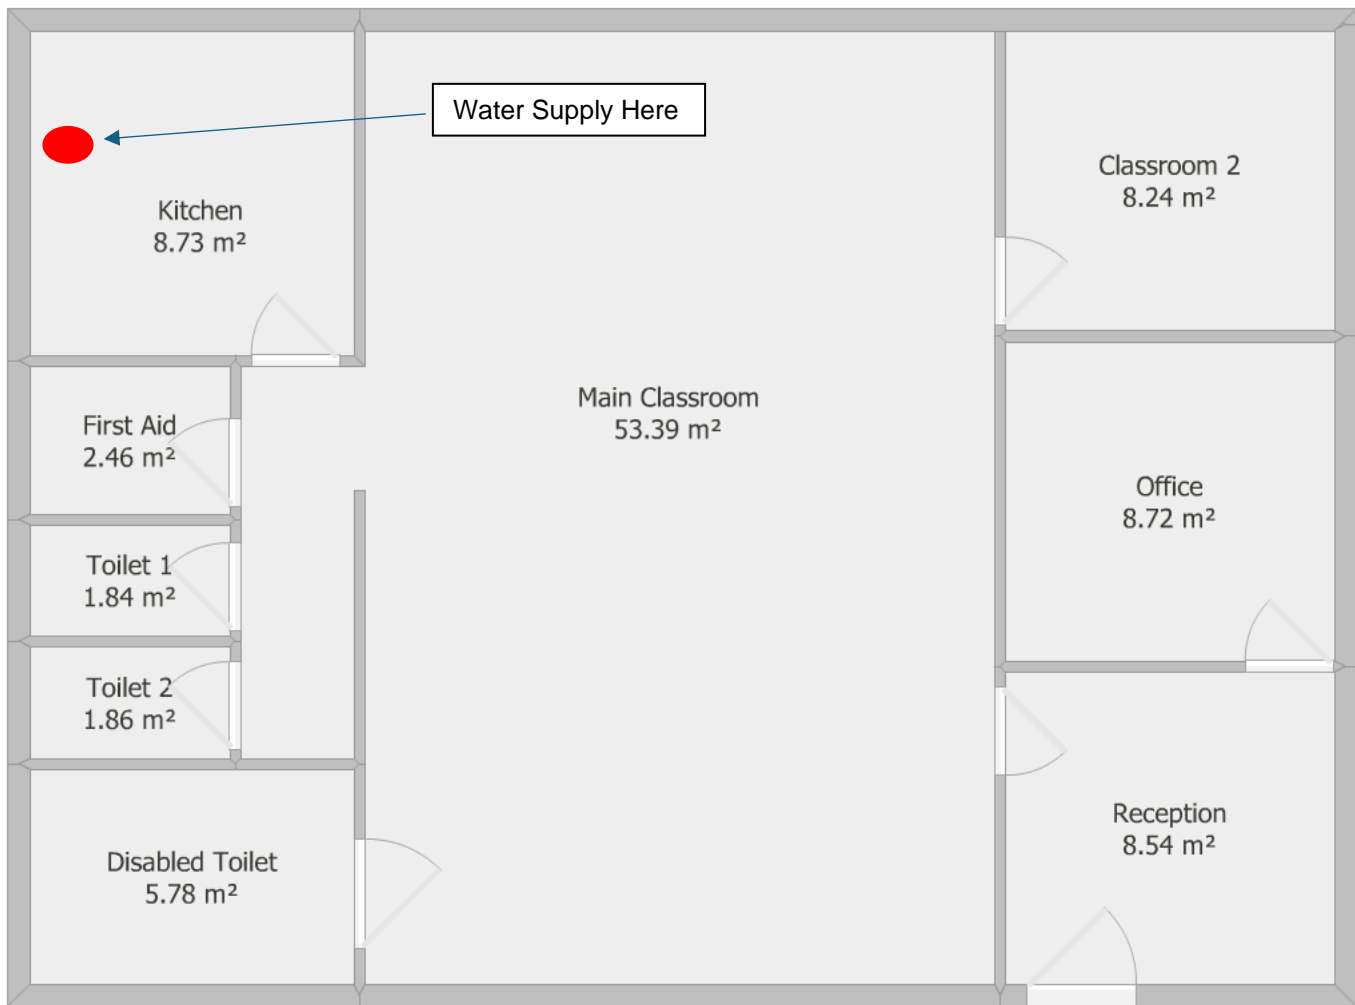 Water Supply Here
Kitchen
8.73 m²
Classroom 2
8.24 m²
First Aid
2.46 m²
Main Classroom
53.39 m²
Office
8.72 m²
Toilet 1
1.84 m²
Toilet 2
1.86 m²
Disabled Toilet
5.78 m²
Reception
8.54 m²